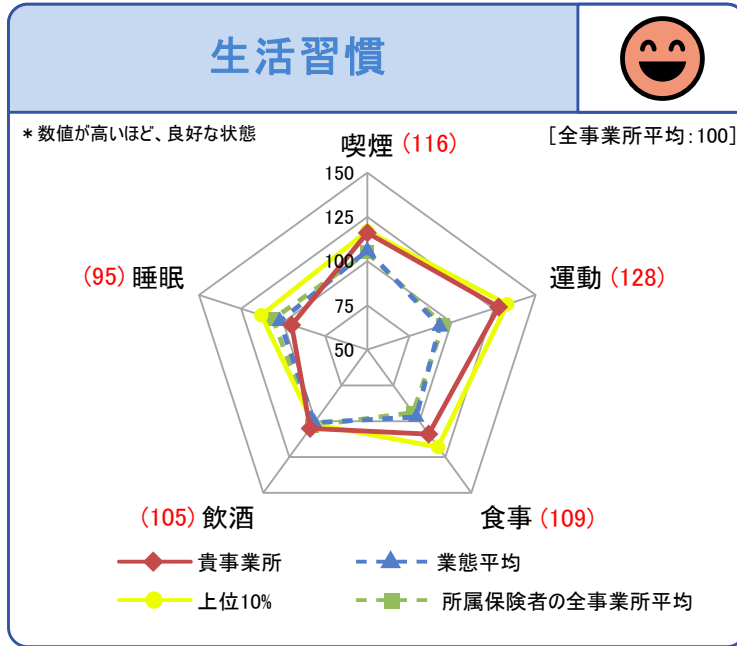 生活習慣
*数値が高いほど、良好な状態
[全事業所平均:100]
喫煙 (116)
150
125
100
75
50
(95) 睡眠
運動 (128)
(105) 飲酒
食事 (109)
貴事業所
業態平均
上位10%
所属保険者の全事業所平均